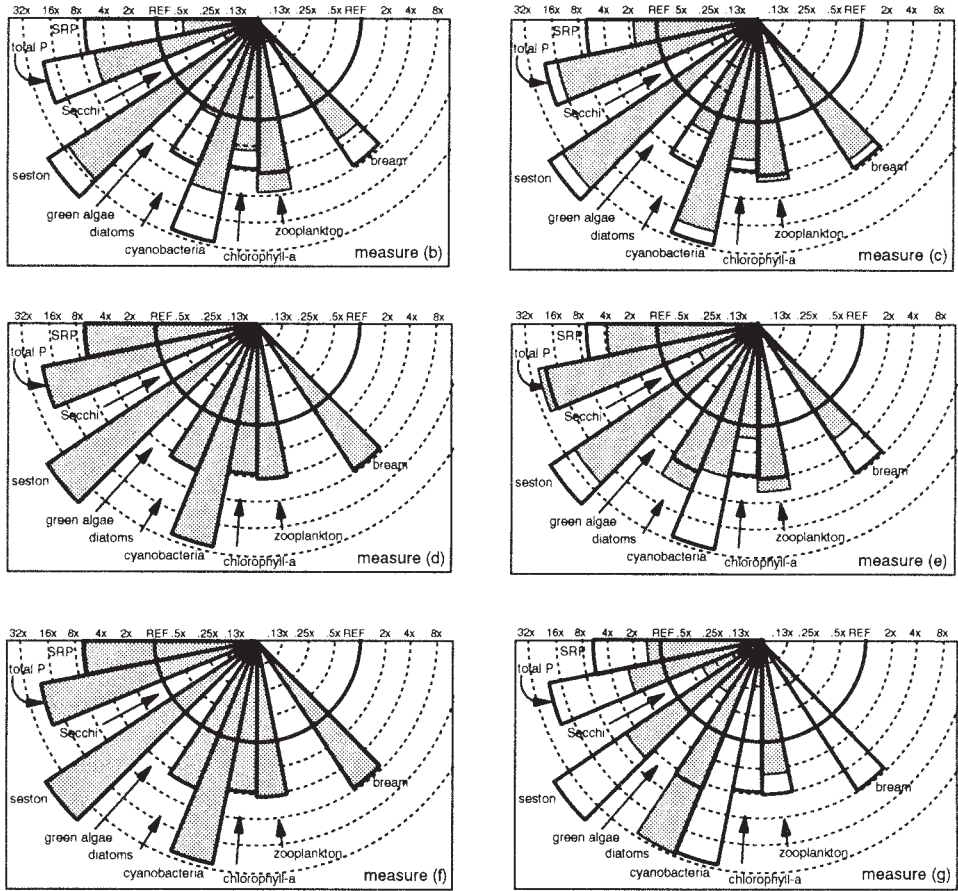 32x 16x 8x 4x 2x REF .5x .25x .13x .13x .5x REF 2x 4x 8x
SRP
total P
Secchi
seston
bream
green algae
diatoms
zooplankton
cyanobacteria
chlorophyll-a
measure (b)
32x 16x 8x 4x 2x REF .5x .25x .13x .13x .5x REF 2x 4x 8x
SRP
total P
Secchi
seston
bream
green algae
diatoms
zooplankton
cyanobacteria
chlorophyll-a
measure (c)
32x 16x 8x 4x 2x REF .5x .25x .13x .13x .5x REF 2x 4x 8x
SRP
total P
Secchi
seston
bream
green algae
diatoms
zooplankton
cyanobacteria
chlorophyll-a
measure (d)
32x 16x 8x 4x 2x REF .5x .25x .13x .13x .5x REF 2x 4x 8x
SRP
total P
Secchi
seston
bream
green algae
diatoms
zooplankton
cyanobacteria
chlorophyll-a
measure (e)
32x 16x 8x 4x 2x REF .5x .25x .13x .13x .5x REF 2x 4x 8x
SRP
total P
Secchi
seston
bream
green algae
diatoms
zooplankton
cyanobacteria
chlorophyll-a
measure (f)
32x 16x 8x 4x 2x REF .5x .25x .13x .13x .5x REF 2x 4x 8x
SRP
total P
Secchi
seston
bream
green algae
diatoms
zooplankton
cyanobacteria
chlorophyll-a
measure (g)